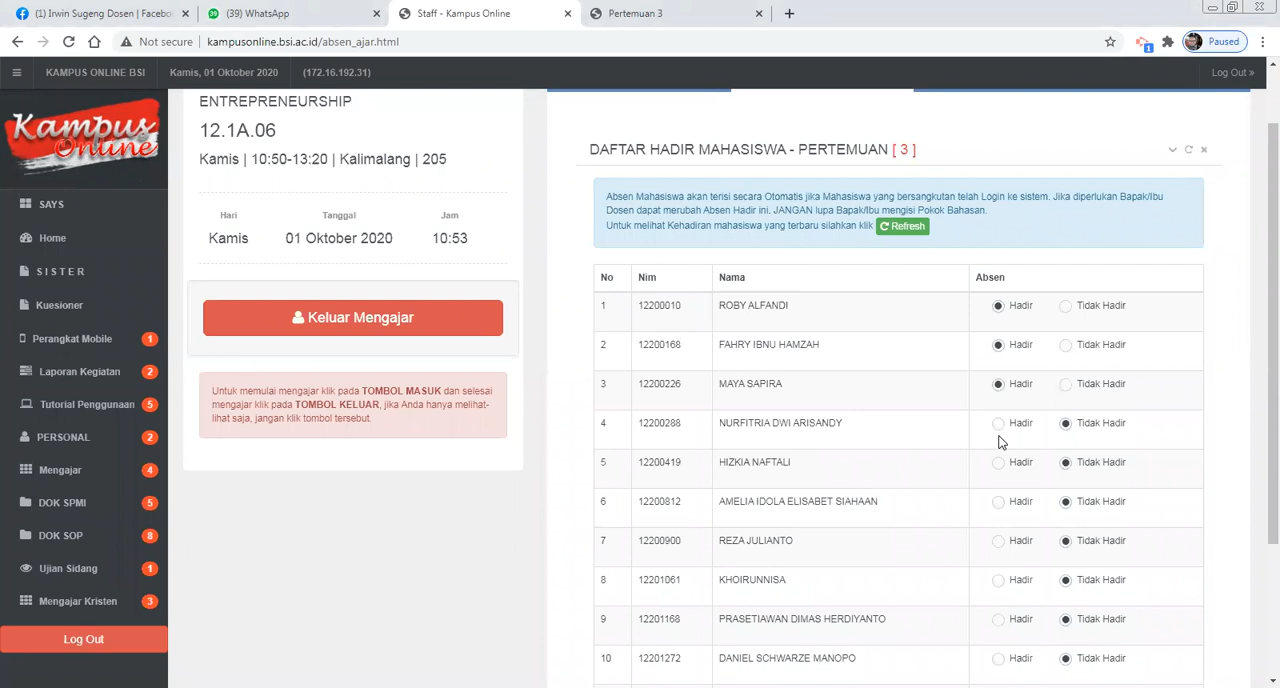 (1) Irwin Sugeng Dosen | Facebo
(39) WhatsApp
Staff - Kampus Online
Pertemuan 3
Not secure
kampusonline.bsi.ac.id/absen_ajar.html
1
Paused
KAMPUS ONLINE BSI
Kamis, 01 Oktober 2020
(172.16.192.31)
Log Out »
Kampus
Online
SAYS
Home
S I S T E R
Kuesioner
Perangkat Mobile 1
Laporan Kegiatan 2
Tutorial Penggunaan 5
PERSONAL 2
Mengajar 4
DOK SPMI 5
DOK SOP 8
Ujian Sidang 1
Mengajar Kristen 3
Log Out
ENTREPRENEURSHIP
12.1A.06
Kamis | 10:50-13:20 | Kalimalang | 205
Hari Tanggal Jam
Kamis 01 Oktober 2020 10:53
Keluar Mengajar
Untuk memulai mengajar klik pada TOMBOL MASUK dan selesai
mengajar klik pada TOMBOL KELUAR, jika Anda hanya melihat-
lihat saja, jangan klik tombol tersebut.
DAFTAR HADIR MAHASISWA - PERTEMUAN [ 3 ]
Absen Mahasiswa akan terisi secara Otomatis jika Mahasiswa yang bersangkutan telah Login ke sistem. Jika diperlukan Bapak/Ibu
Dosen dapat merubah Absen Hadir ini. JANGAN lupa Bapak/Ibu mengisi Pokok Bahasan.
Untuk melihat Kehadiran mahasiswa yang terbaru silahkan klik Refresh
No Nim Nama Absen
1 12200010 ROBY ALFANDI Hadir Tidak Hadir
2 12200168 FAHRY IBNU HAMZAH Hadir Tidak Hadir
3 12200226 MAYA SAPIRA Hadir Tidak Hadir
4 12200288 NURFITRIA DWI ARISANDY Hadir Tidak Hadir
5 12200419 HIZKIA NAFTALI Hadir Tidak Hadir
6 12200812 AMELIA IDOLA ELISABET SIAHAAN Hadir Tidak Hadir
7 12200900 REZA JULIANTO Hadir Tidak Hadir
8 12201061 KHOIRUNNISA Hadir Tidak Hadir
9 12201168 PRASETIAWAN DIMAS HERDIYANTO Hadir Tidak Hadir
10 12201272 DANIEL SCHWARZE MANOPO Hadir Tidak Hadir